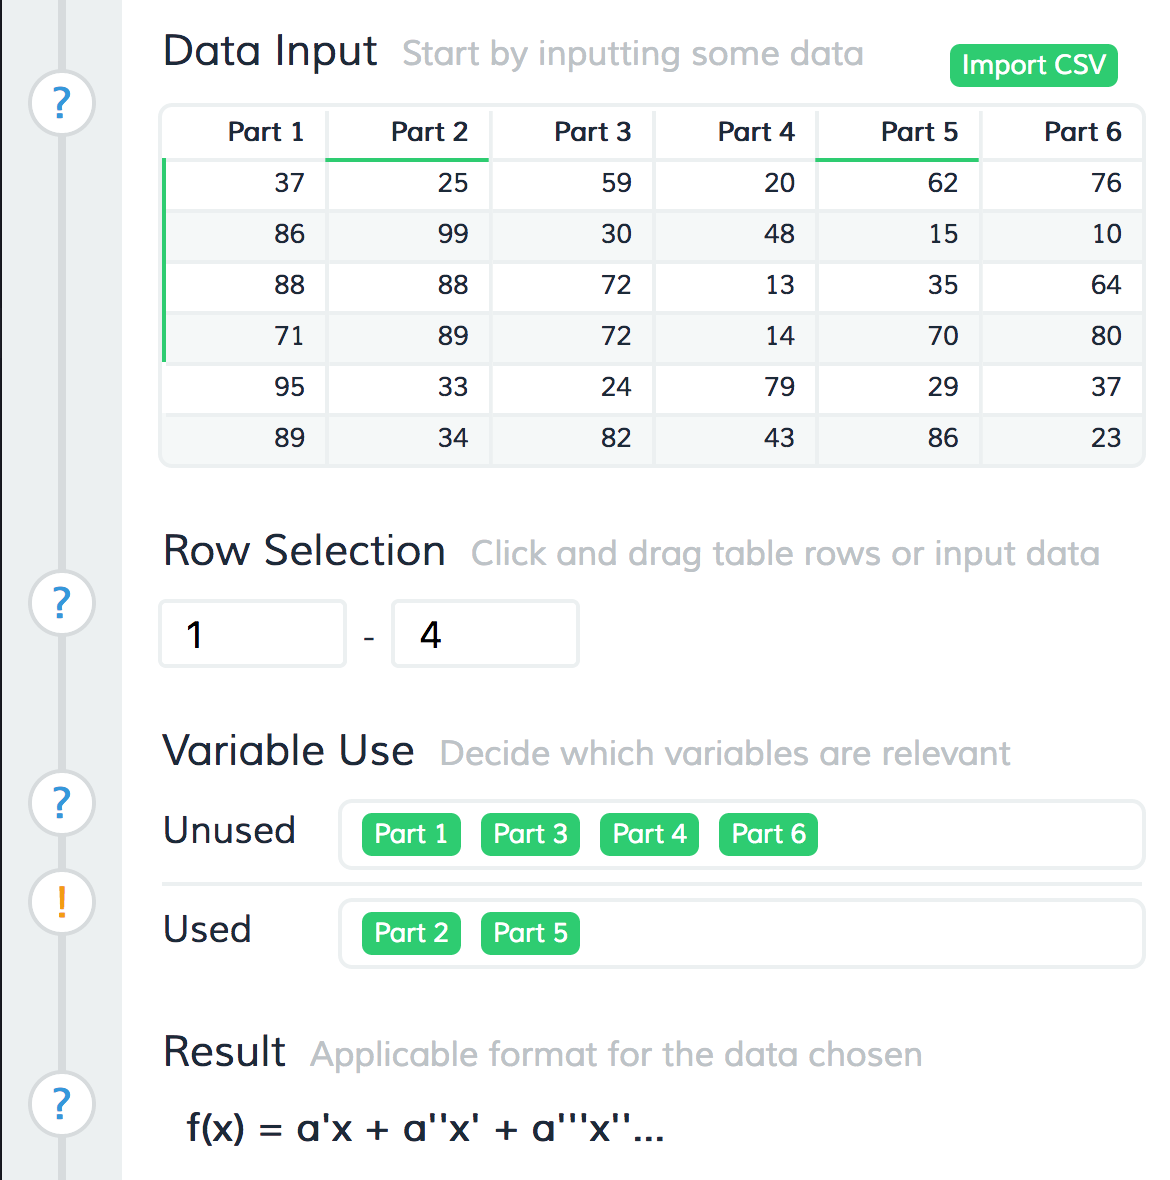 Data Input Start by inputting some data
Import CSV
?
Part 1 Part 2 Part 3 Part 4 Part 5 Part 6
37 25 59 20 62 76
86 99 30 48 15 10
88 88 72 13 35 64
71 89 72 14 70 80
95 33 24 79 29 37
89 34 82 43 86 23
Row Selection Click and drag table rows or input data
?
1 - 4
Variable Use Decide which variables are relevant
?
Unused Part 1 Part 3 Part 4 Part 6
!
Used Part 2 Part 5
Result Applicable format for the data chosen
?
f(x) = a'x + a''x' + a'''x''...